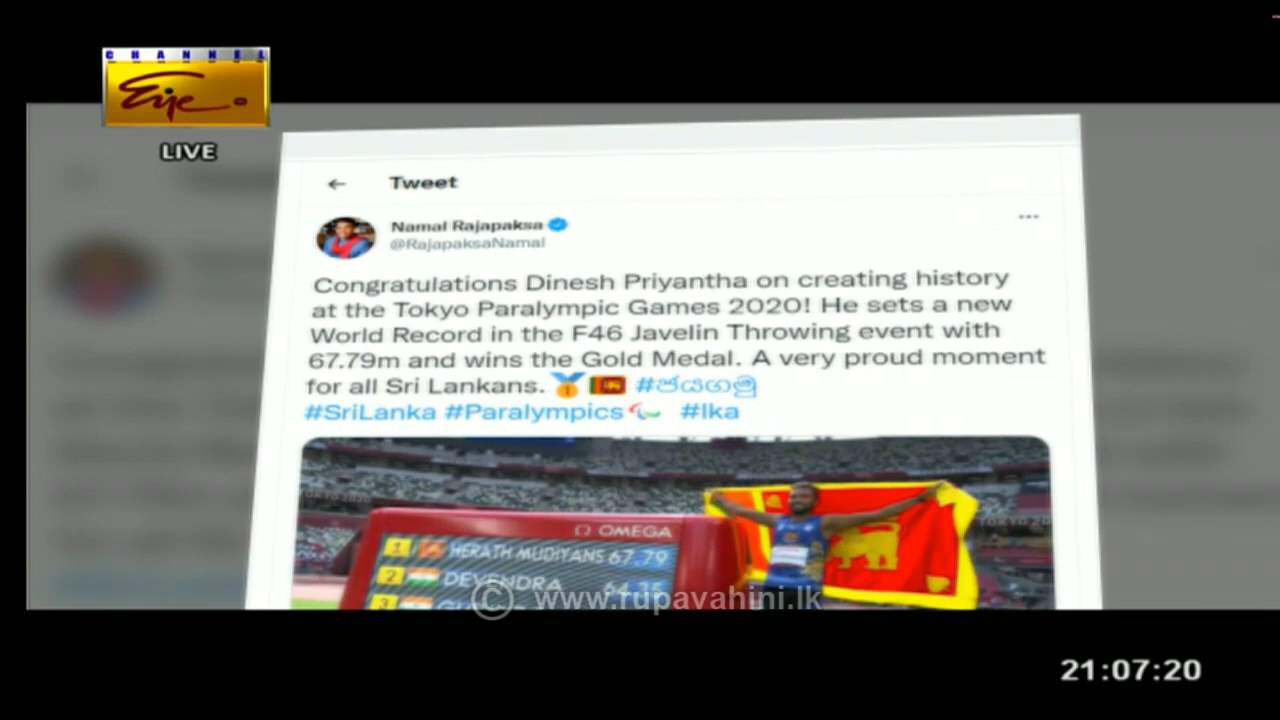 CHANNEL
Eye
LIVE
Tweet
Namal Rajapaksa
@RajapaksaNamal
Congratulations Dinesh Priyantha on creating history
at the Tokyo Paralympic Games 2020! He sets a new
World Record in the F46 Javelin Throwing event with
67.79m and wins the Gold Medal. A very proud moment
for all Sri Lankans. 🥇🇱🇰 #ජයගමු
#SriLanka #Paralympics #lka
OMEGA
1 HERATH MUDIYANS 67.79
2 DEVENDRA 64.35
3
© www.rupavahini.lk
21:07:20